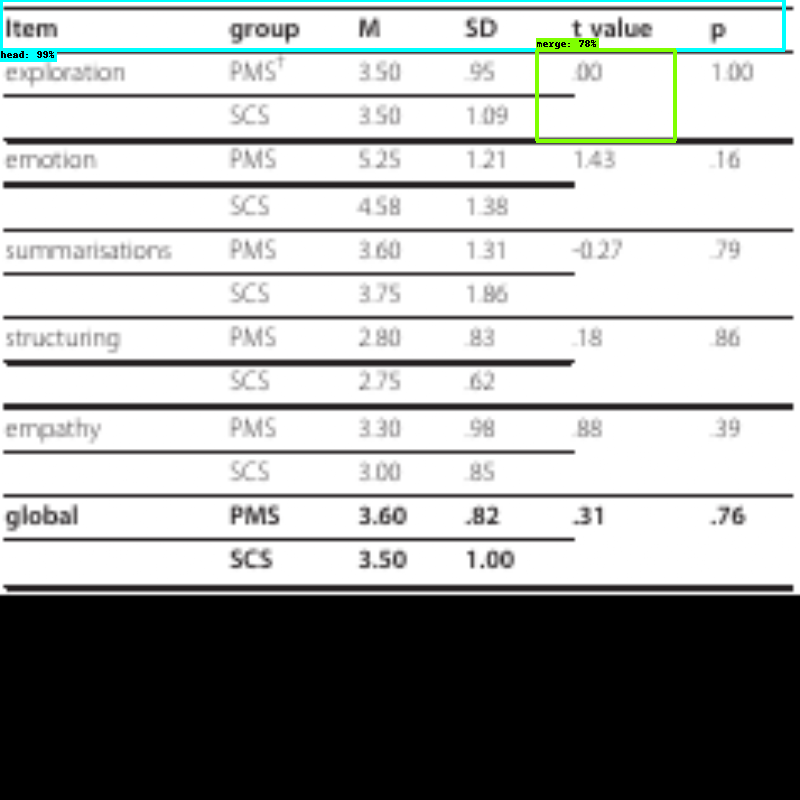 Item group M SD t value p
head: 99%
merge: 78%
exploration PMS† 3.50 .95 .00 1.00
SCS 3.50 1.09
emotion PMS 5.25 1.21 1.43 .16
SCS 4.58 1.38
summarisations PMS 3.60 1.31 -0.27 .79
SCS 3.75 1.86
structuring PMS 2.80 .83 .18 .86
SCS 2.75 .62
empathy PMS 3.30 .98 .88 .39
SCS 3.00 .85
global PMS 3.60 .82 .31 .76
SCS 3.50 1.00